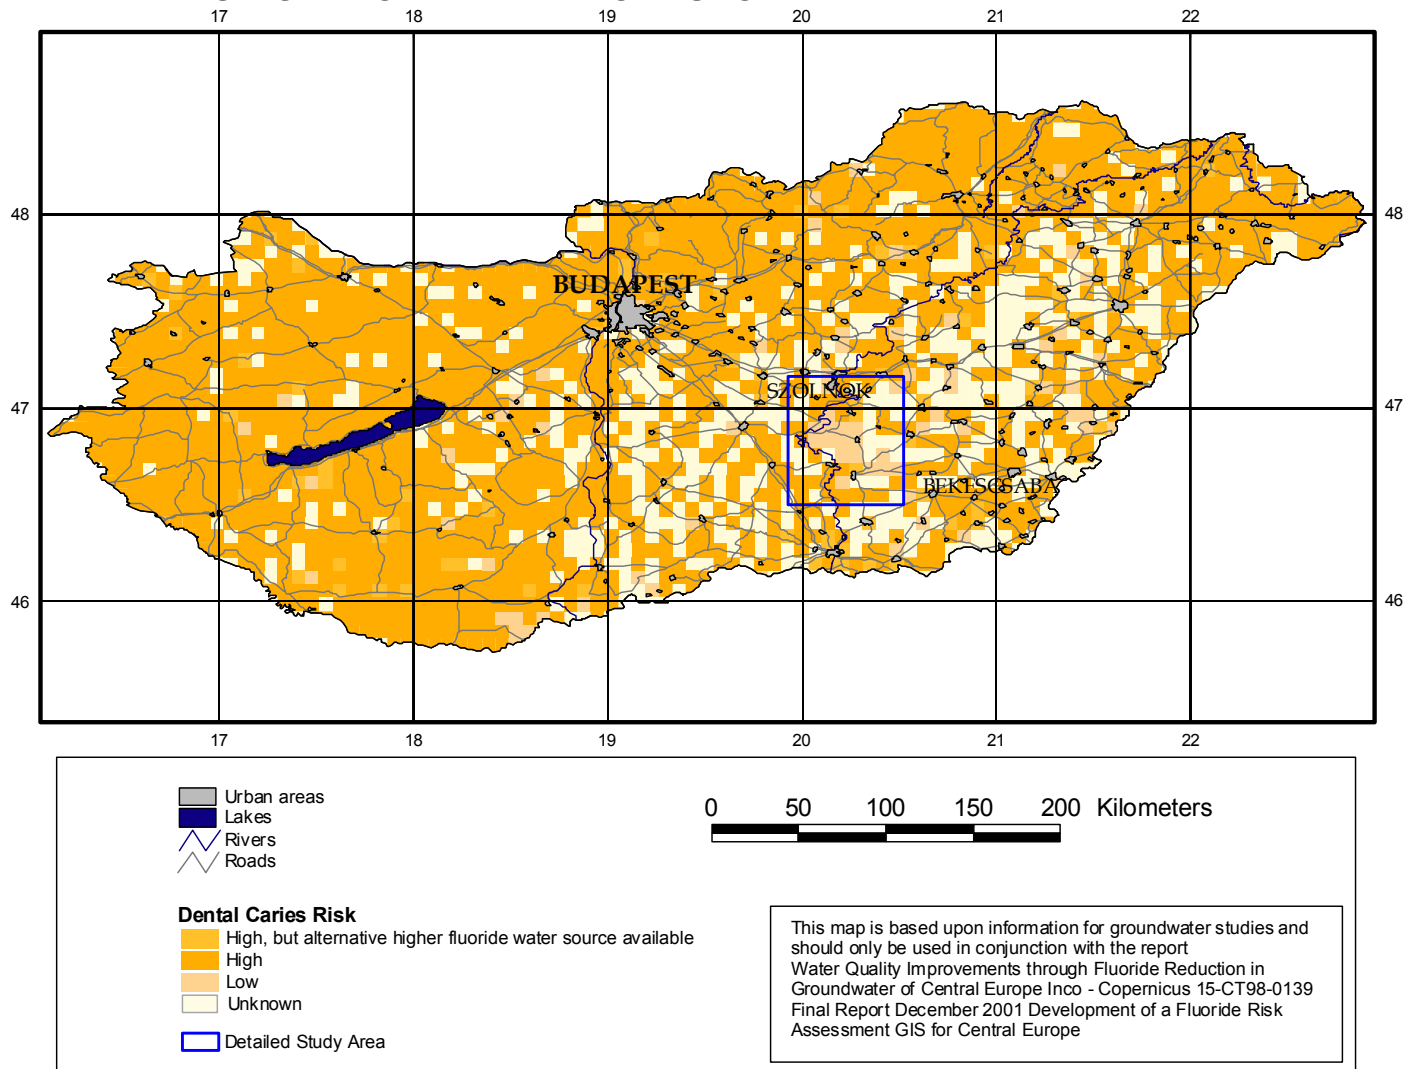 17 18 19 20 21 22
48 48
BUDAPEST
SZOLNOK
47 47
BEKESCSABA
46 46
17 18 19 20 21 22
Urban areas
Lakes
Rivers
Roads
0 50 100 150 200 Kilometers
Dental Caries Risk
High, but alternative higher fluoride water source available
High
Low
Unknown
Detailed Study Area
This map is based upon information for groundwater studies and
should only be used in conjunction with the report
Water Quality Improvements through Fluoride Reduction in
Groundwater of Central Europe Inco - Copernicus 15-CT98-0139
Final Report December 2001 Development of a Fluoride Risk
Assessment GIS for Central Europe